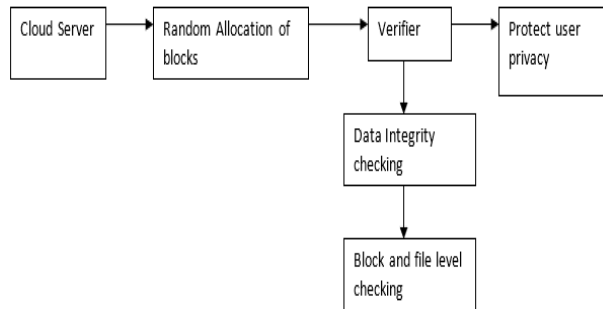 Cloud Server
Random Allocation of
blocks
Verifier
Protect user
privacy
Data Integrity
checking
Block and file level
checking